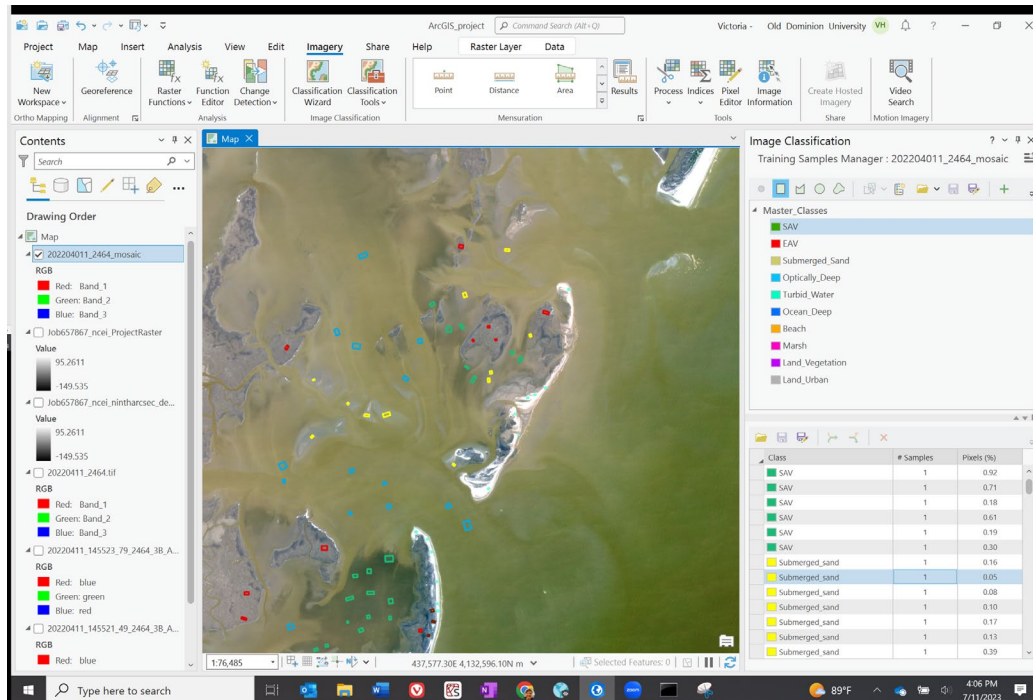 ArcGIS_project
Command Search (Alt+Q)
Victoria - Old Dominion University VH ?
Project Map Insert Analysis View Edit Imagery Share Help Raster Layer Data
New Workspace
Georeference
Raster Functions
Function Editor
Change Detection
Classification Wizard
Classification Tools
Point
Distance
Area
Results
Process
Indices
Pixel Editor
Image Information
Create Hosted Imagery
Video Search
Ortho Mapping
Alignment
Analysis
Image Classification
Mensuration
Tools
Share
Motion Imagery
Contents
Search
Drawing Order
Map
202204011_2464_mosaic
RGB
Red: Band_1
Green: Band_2
Blue: Band_3
Job657867_ncei_ProjectRaster
Value
95.2611
-149.535
Job657867_ncei_nintharcsec_de...
Value
95.2611
-149.535
20220411_2464.tif
RGB
Red: Band_1
Green: Band_2
Blue: Band_3
20220411_145523_79_2464_3B_A...
RGB
Red: blue
Green: green
Blue: red
20220411_145521_49_2464_3B_A...
RGB
Red: blue
Map
1:76,485
437,577.30E 4,132,596.10N m
Selected Features: 0
Image Classification
Training Samples Manager : 202204011_2464_mosaic
Master_Classes
SAV
EAV
Submerged_Sand
Optically_Deep
Turbid_Water
Ocean_Deep
Beach
Marsh
Land_Vegetation
Land_Urban
Class # Samples Pixels (%)
SAV 1 0.92
SAV 1 0.71
SAV 1 0.18
SAV 1 0.61
SAV 1 0.19
SAV 1 0.30
Submerged_sand 1 0.16
Submerged_sand 1 0.05
Submerged_sand 1 0.08
Submerged_sand 1 0.10
Submerged_sand 1 0.17
Submerged_sand 1 0.13
Submerged_sand 1 0.39
Type here to search
89°F
4:06 PM
7/11/2023